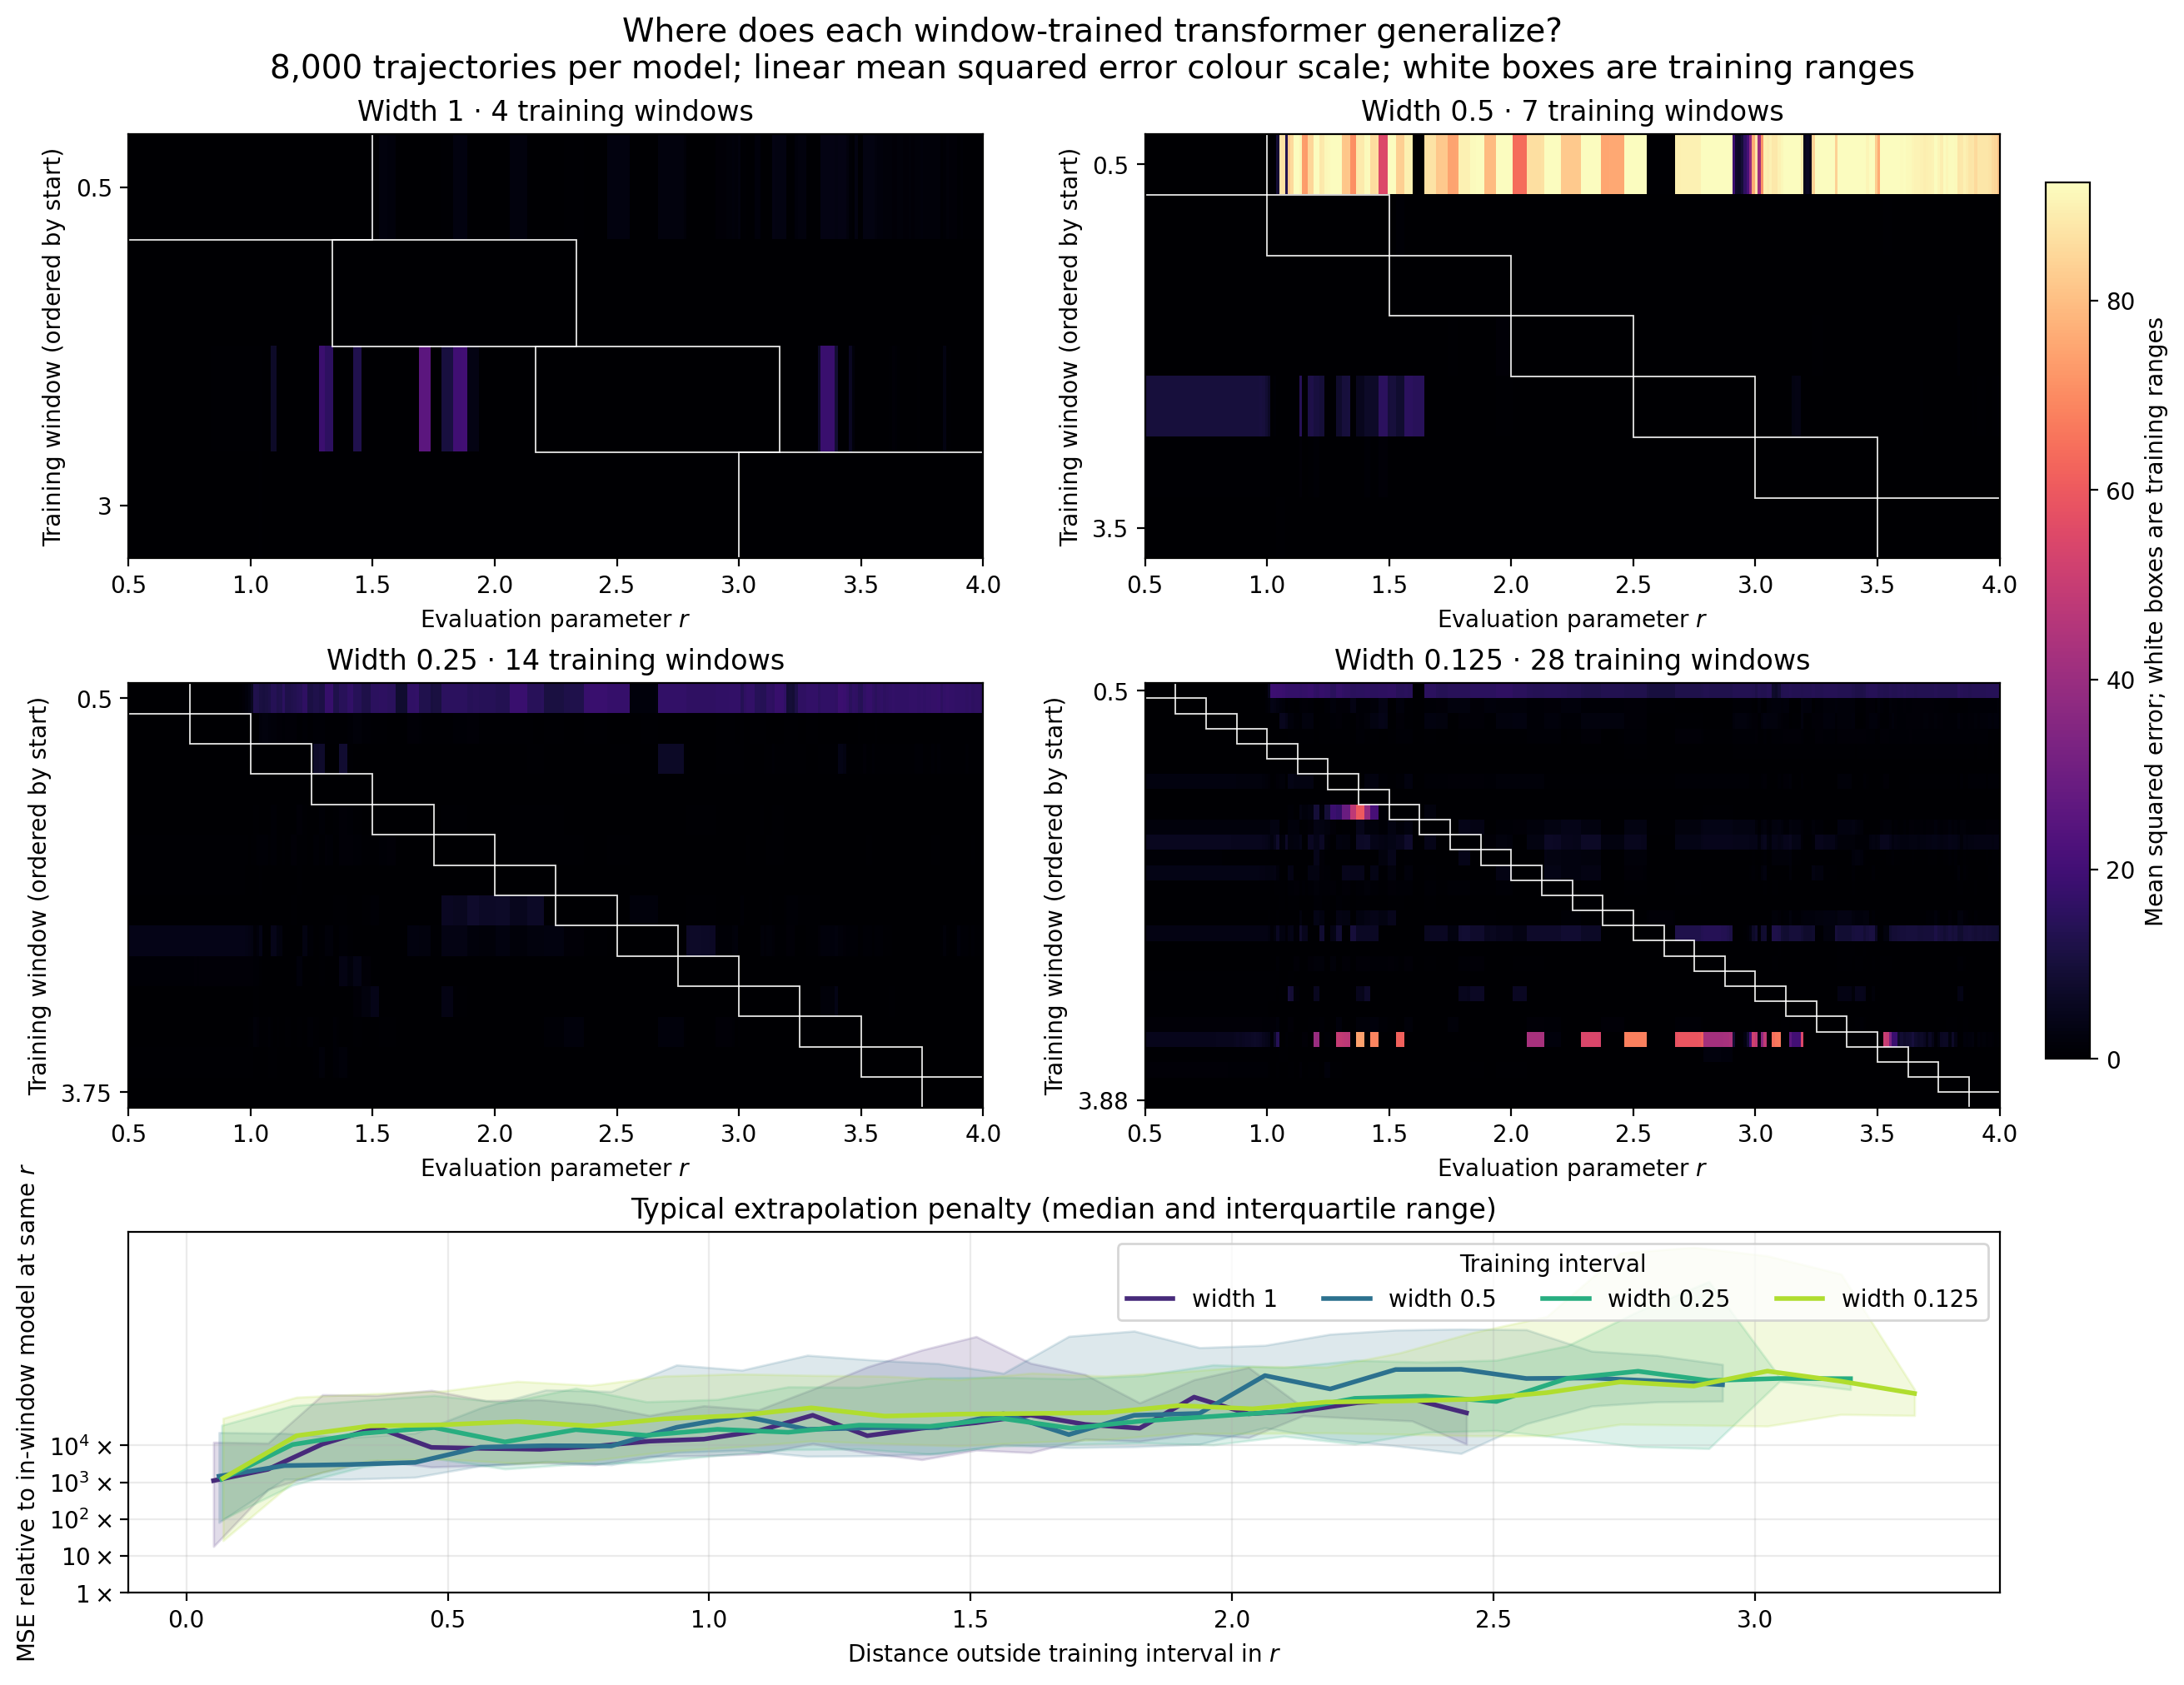 Where does each window-trained transformer generalize?
8,000 trajectories per model; linear mean squared error colour scale; white boxes are training ranges
Width 1 · 4 training windows
Training window (ordered by start)
0.5
3
0.5 1.0 1.5 2.0 2.5 3.0 3.5 4.0
Evaluation parameter r
Width 0.5 · 7 training windows
Training window (ordered by start)
0.5
3.5
0.5 1.0 1.5 2.0 2.5 3.0 3.5 4.0
Evaluation parameter r
Width 0.25 · 14 training windows
Training window (ordered by start)
0.5
3.75
0.5 1.0 1.5 2.0 2.5 3.0 3.5 4.0
Evaluation parameter r
Width 0.125 · 28 training windows
Training window (ordered by start)
0.5
3.88
0.5 1.0 1.5 2.0 2.5 3.0 3.5 4.0
Evaluation parameter r
80
60
40
20
0
Mean squared error; white boxes are training ranges
Typical extrapolation penalty (median and interquartile range)
MSE relative to in-window model at same r
10⁴ ×
10³ ×
10² ×
10 ×
1 ×
Training interval
width 1 width 0.5 width 0.25 width 0.125
0.0 0.5 1.0 1.5 2.0 2.5 3.0
Distance outside training interval in r